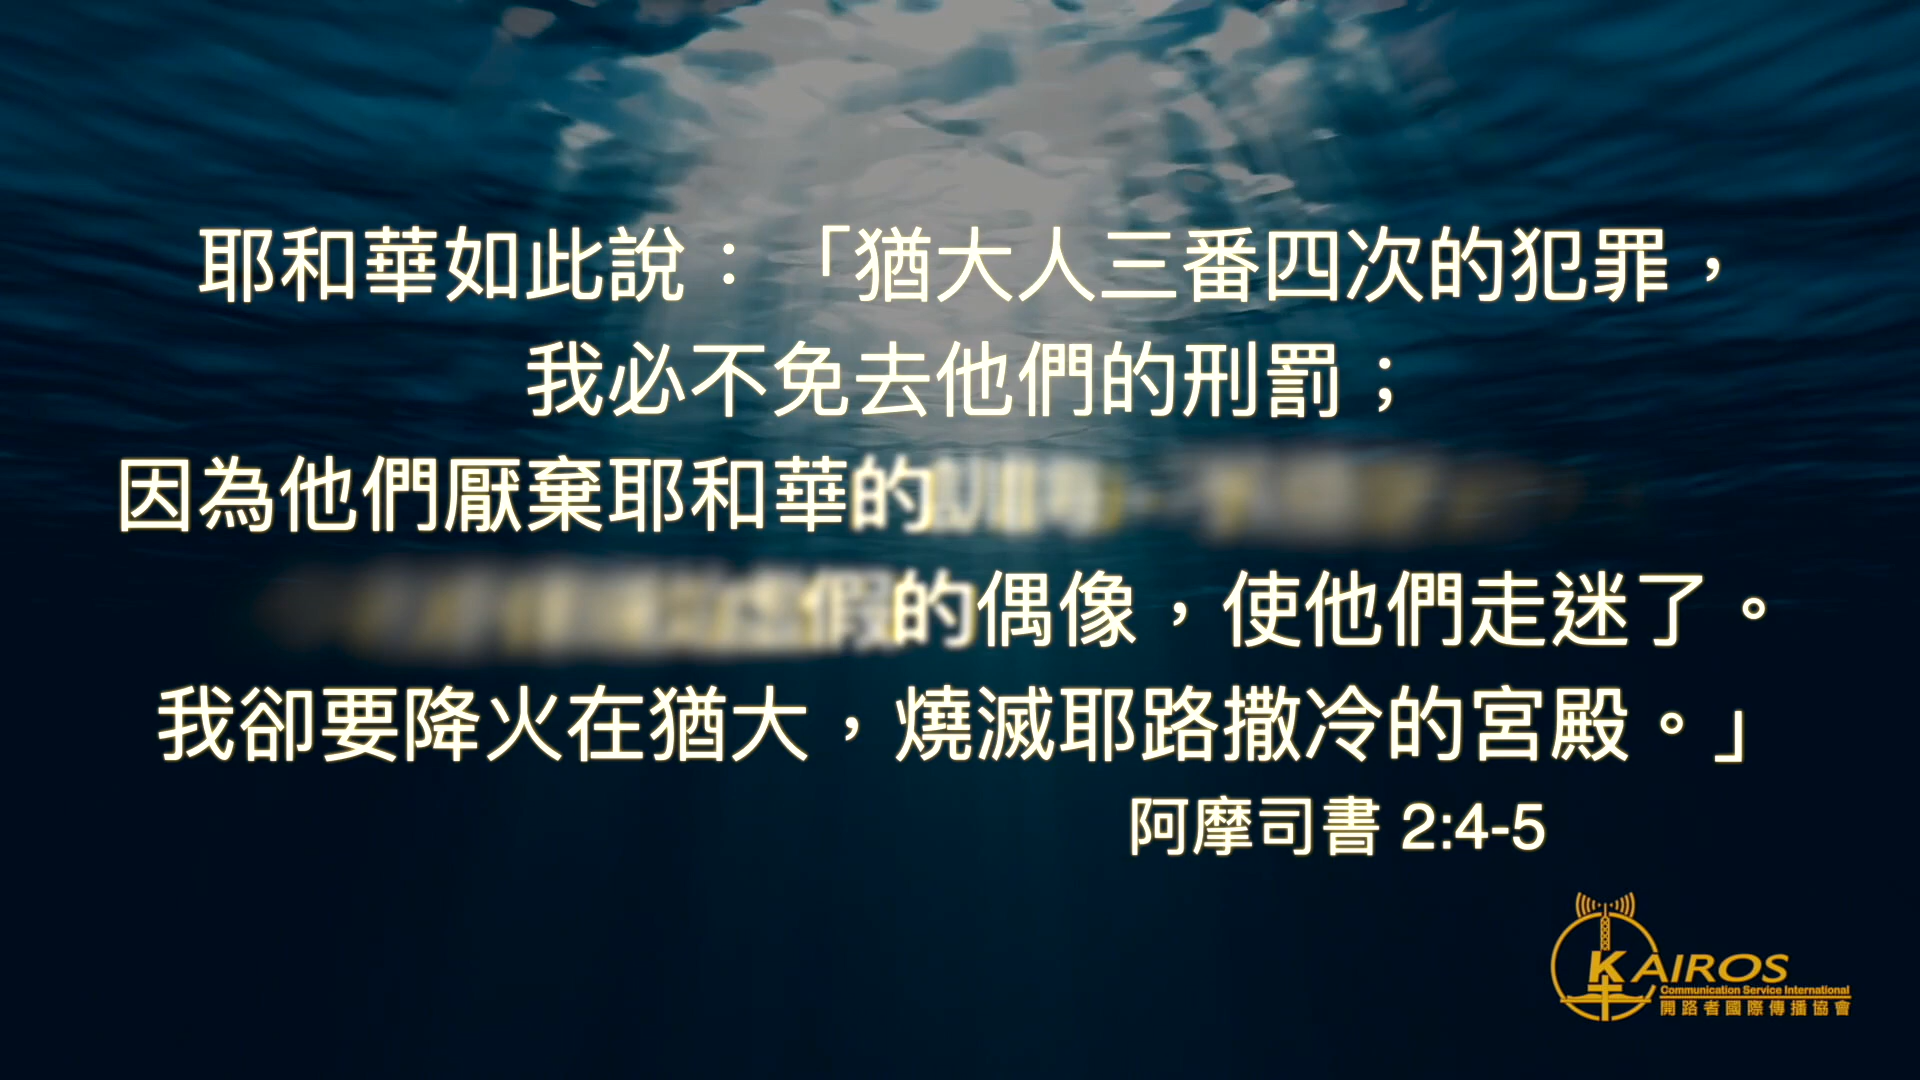 耶和華如此說：「猶大人三番四次的犯罪，
我必不免去他們的刑罰；
因為他們厭棄耶和華的
假的偶像，使他們走迷了。
我卻要降火在猶大，燒滅耶路撒冷的宮殿。」
阿摩司書 2:4-5
KAIROS
Communication Service International
開路者國際傳播協會